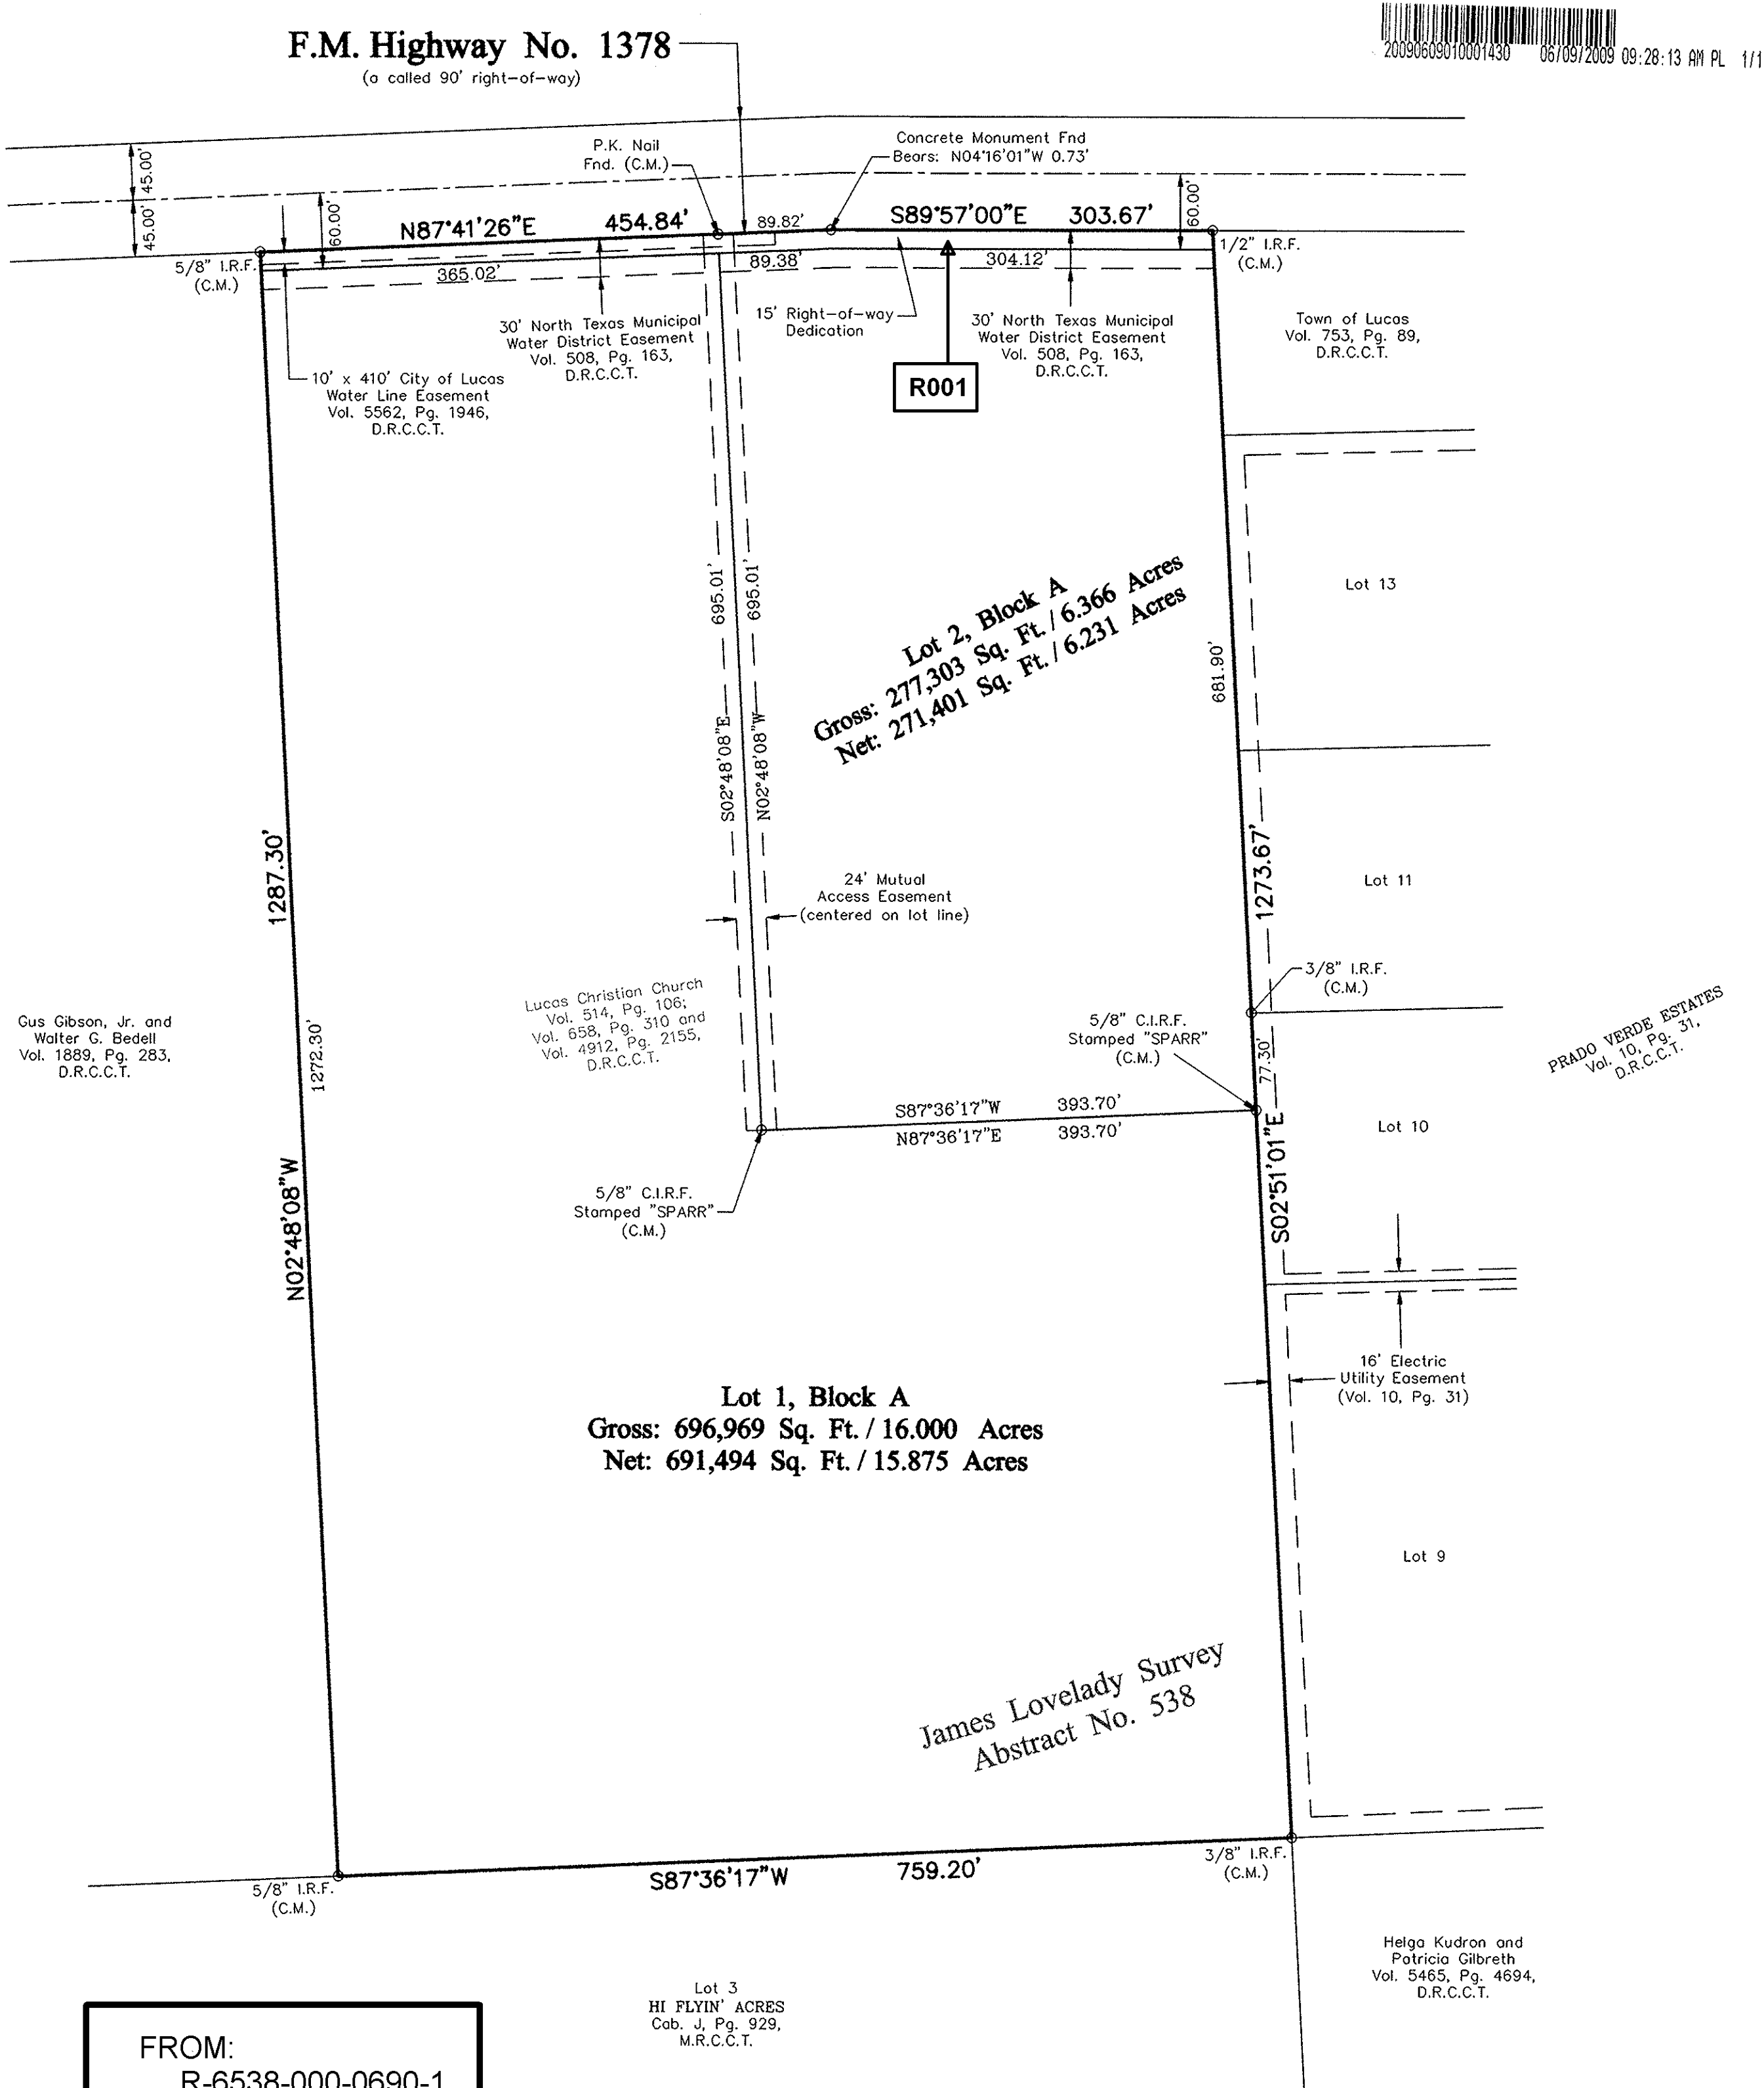 F.M. Highway No. 1378
(a called 90' right-of-way)
20090609010001430 06/09/2009 09:28:13 AM PL 1/1
45.00'
45.00'
60.00'
P.K. Nail
Fnd. (C.M.)
Concrete Monument Fnd
Bears: N04°16'01"W 0.73'
60.00'
N87°41'26"E 454.84'
89.82'
S89°57'00"E 303.67'
5/8" I.R.F.
(C.M.)
365.02'
89.38'
304.12'
1/2" I.R.F.
(C.M.)
30' North Texas Municipal
Water District Easement
Vol. 508, Pg. 163,
D.R.C.C.T.
15' Right-of-way
Dedication
30' North Texas Municipal
Water District Easement
Vol. 508, Pg. 163,
D.R.C.C.T.
Town of Lucas
Vol. 753, Pg. 89,
D.R.C.C.T.
10' x 410' City of Lucas
Water Line Easement
Vol. 5562, Pg. 1946,
D.R.C.C.T.
R001
S02°48'08"E 695.01'
N02°48'08"W 695.01'
Lot 2, Block A
Gross: 277,303 Sq. Ft. / 6.366 Acres
Net: 271,401 Sq. Ft. / 6.231 Acres
681.90'
Lot 13
Lot 11
N02°48'08"W 1287.30'
1272.30'
24' Mutual
Access Easement
(centered on lot line)
S02°51'01"E 1273.67'
3/8" I.R.F.
(C.M.)
Gus Gibson, Jr. and
Walter G. Bedell
Vol. 1889, Pg. 283,
D.R.C.C.T.
Lucas Christian Church
Vol. 514, Pg. 106;
Vol. 658, Pg. 310 and
Vol. 4912, Pg. 2155,
D.R.C.C.T.
5/8" C.I.R.F.
Stamped "SPARR"
(C.M.)
77.30'
PRADO VERDE ESTATES
Vol. 10, Pg. 31,
D.R.C.C.T.
S87°36'17"W 393.70'
N87°36'17"E 393.70'
Lot 10
5/8" C.I.R.F.
Stamped "SPARR"
(C.M.)
16' Electric
Utility Easement
(Vol. 10, Pg. 31)
Lot 1, Block A
Gross: 696,969 Sq. Ft. / 16.000 Acres
Net: 691,494 Sq. Ft. / 15.875 Acres
Lot 9
James Lovelady Survey
Abstract No. 538
5/8" I.R.F.
(C.M.)
S87°36'17"W 759.20'
3/8" I.R.F.
(C.M.)
Helga Kudron and
Patricia Gilbreth
Vol. 5465, Pg. 4694,
D.R.C.C.T.
Lot 3
HI FLYIN' ACRES
Cab. J, Pg. 929,
M.R.C.C.T.
FROM:
R-6538-000-0690-1